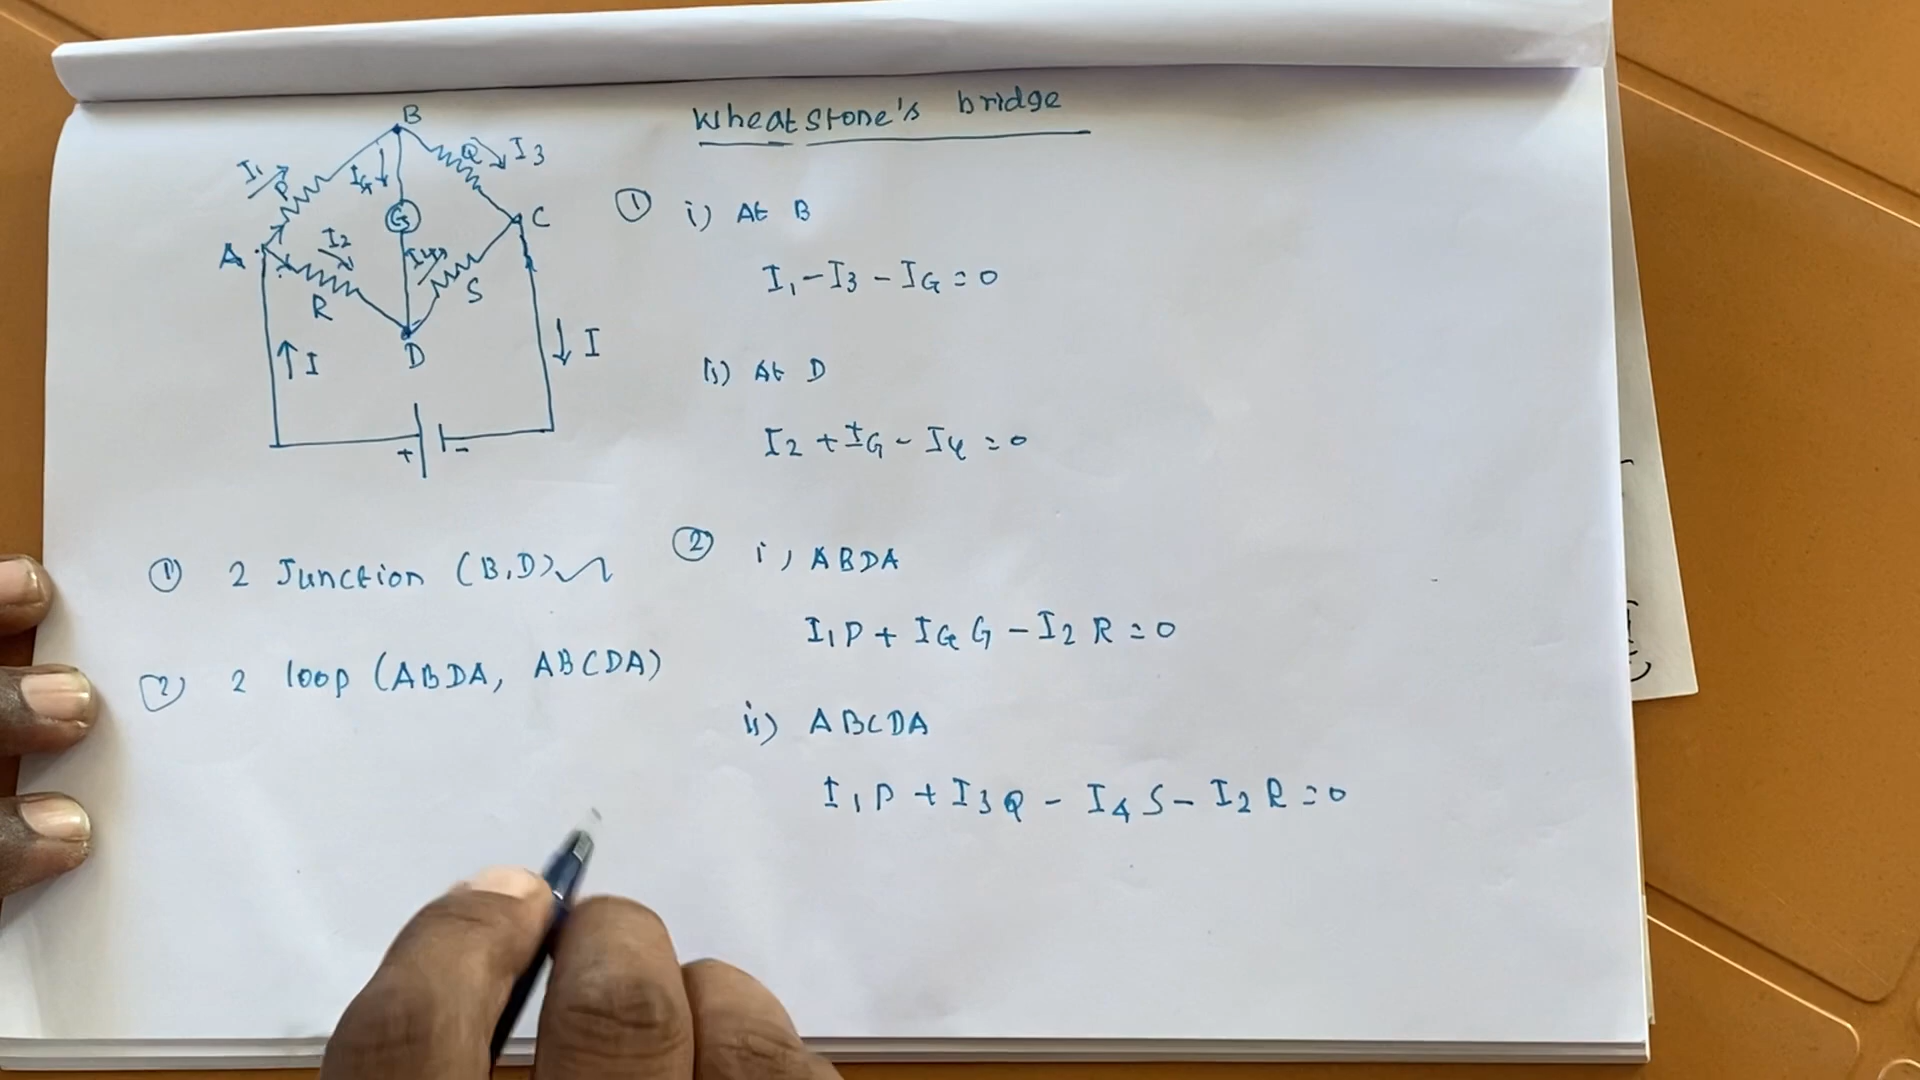 Wheatstone's bridge
B
I1
P
IG
Q
I3
G
C
A
I2
I4
S
R
D
I
I
+
-
① i) At B
I1 - I3 - IG = 0
ii) At D
I2 + IG - I4 = 0
① 2 Junction (B,D)
② 2 loop (ABDA, ABCDA)
② i) ABDA
I1P + IG G - I2 R = 0
ii) ABCDA
I1P + I3Q - I4 S - I2 R = 0